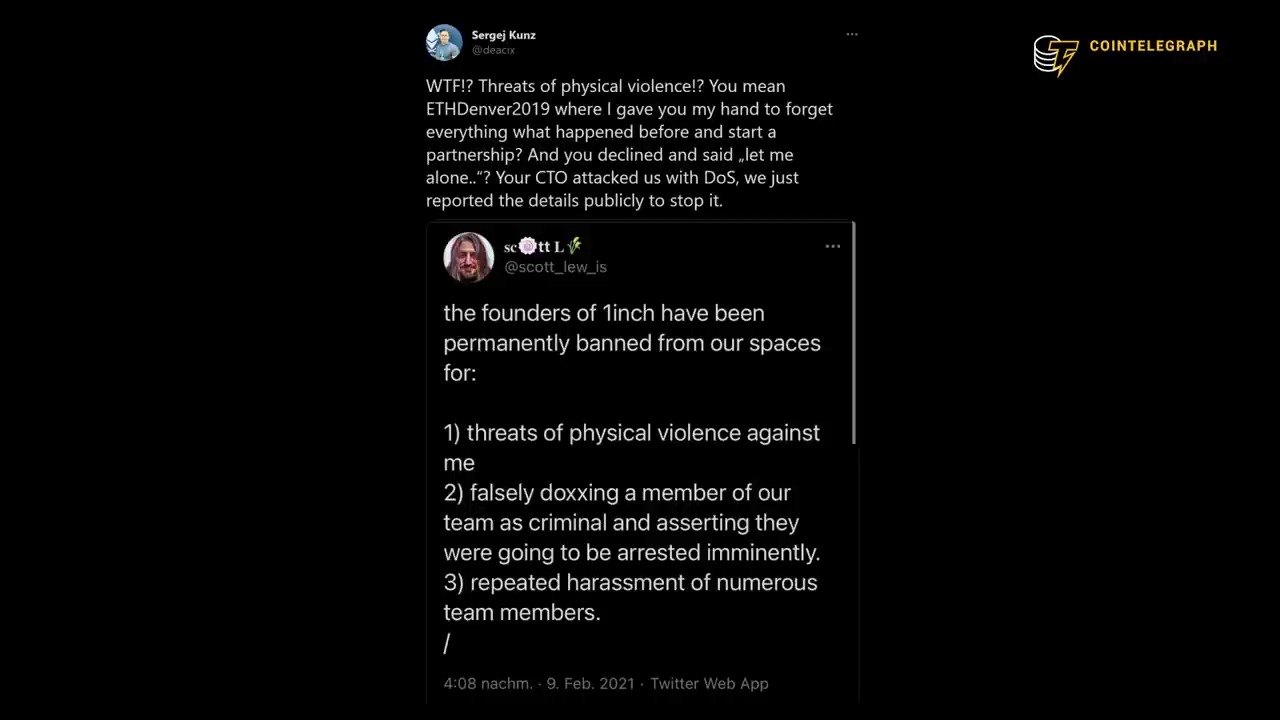 Sergej Kunz
@deacix
COINTELEGRAPH
WTF!? Threats of physical violence!? You mean
ETHDenver2019 where I gave you my hand to forget
everything what happened before and start a
partnership? And you declined and said „let me
alone..“? Your CTO attacked us with DoS, we just
reported the details publicly to stop it.
sc🍥tt L🌾
@scott_lew_is
the founders of 1inch have been
permanently banned from our spaces
for:
1) threats of physical violence against
me
2) falsely doxxing a member of our
team as criminal and asserting they
were going to be arrested imminently.
3) repeated harassment of numerous
team members.
/
4:08 nachm. · 9. Feb. 2021 · Twitter Web App